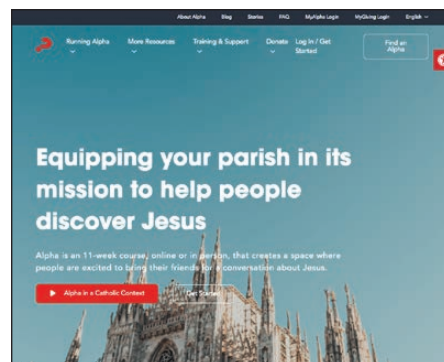 About Alpha Blog Stories FAQ MyAlpha Login MyGiving Login English
Running Alpha More Resources Training & Support Donate Log In / Get Started Find an Alpha
Equipping your parish in its
mission to help people
discover Jesus
Alpha is an 11-week course, online or in person, that creates a space where
people are excited to bring their friends for a conversation about Jesus.
Alpha in a Catholic Context Get Started